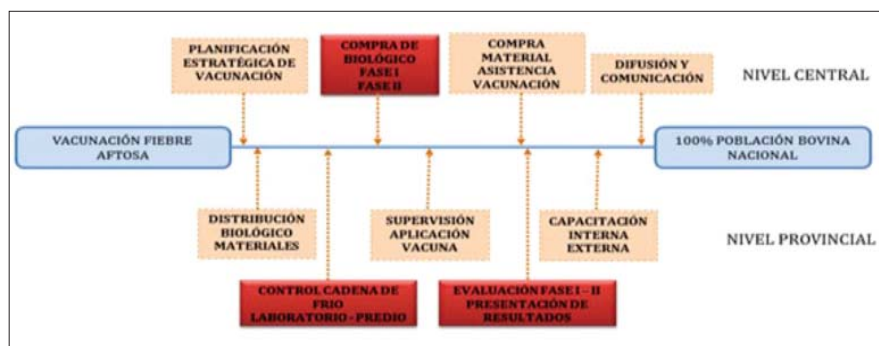 PLANIFICACIÓN
ESTRATÉGICA DE
VACUNACIÓN
COMPRA DE
BIOLÓGICO
FASE I
FASE II
COMPRA
MATERIAL
ASISTENCIA
VACUNACIÓN
DIFUSIÓN Y
COMUNICACIÓN
NIVEL CENTRAL
VACUNACIÓN FIEBRE
AFTOSA
100% POBLACIÓN BOVINA
NACIONAL
DISTRIBUCIÓN
BIOLÓGICO
MATERIALES
SUPERVISIÓN
APLICACIÓN
VACUNA
CAPACITACIÓN
INTERNA
EXTERNA
NIVEL PROVINCIAL
CONTROL CADENA DE
FRIO
LABORATORIO - PREDIO
EVALUACIÓN FASE I – II
PRESENTACIÓN DE
RESULTADOS